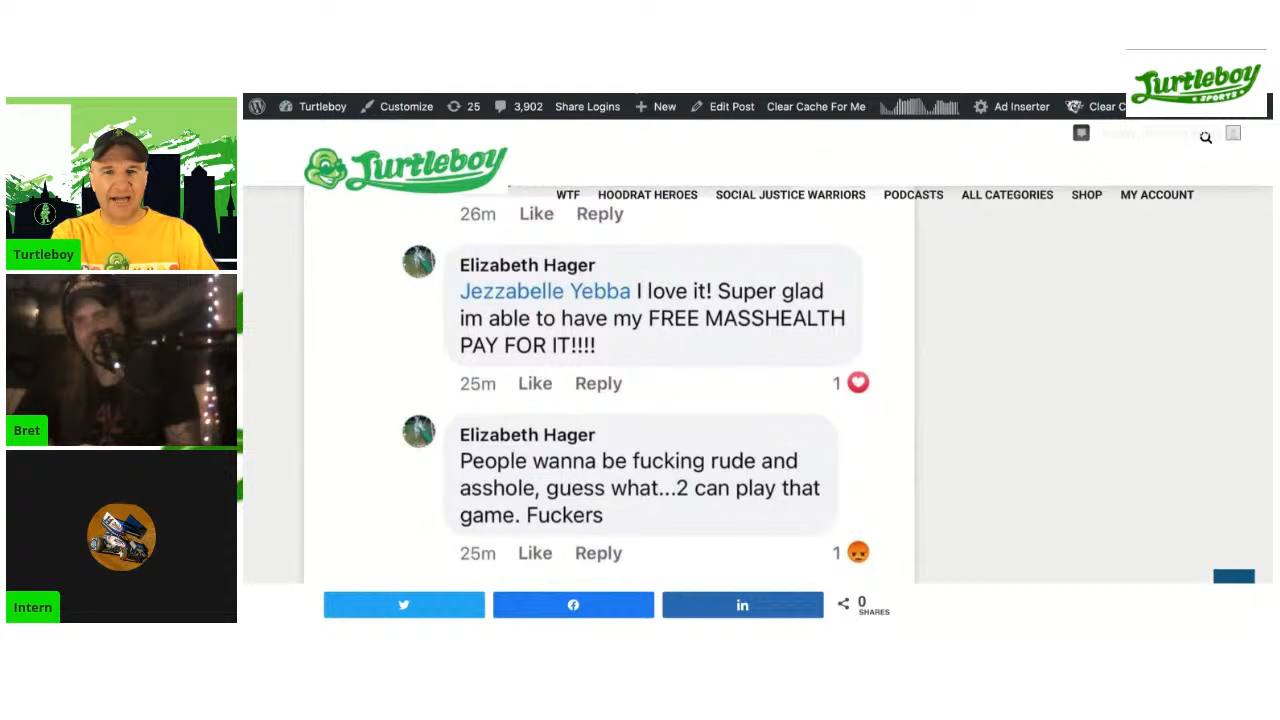 Turtleboy
SPORTS
Turtleboy Customize 25 3,902 Share Logins New Edit Post Clear Cache For Me Ad Inserter Clear C
Turtleboy
WTF HOODRAT HEROES SOCIAL JUSTICE WARRIORS PODCASTS ALL CATEGORIES SHOP MY ACCOUNT
26m Like Reply
Elizabeth Hager
Jezzabelle Yebba I love it! Super glad
im able to have my FREE MASSHEALTH
PAY FOR IT!!!!
25m Like Reply 1
Elizabeth Hager
People wanna be fucking rude and
asshole, guess what...2 can play that
game. Fuckers
25m Like Reply 1
0
SHARES
Turtleboy
Bret
Intern